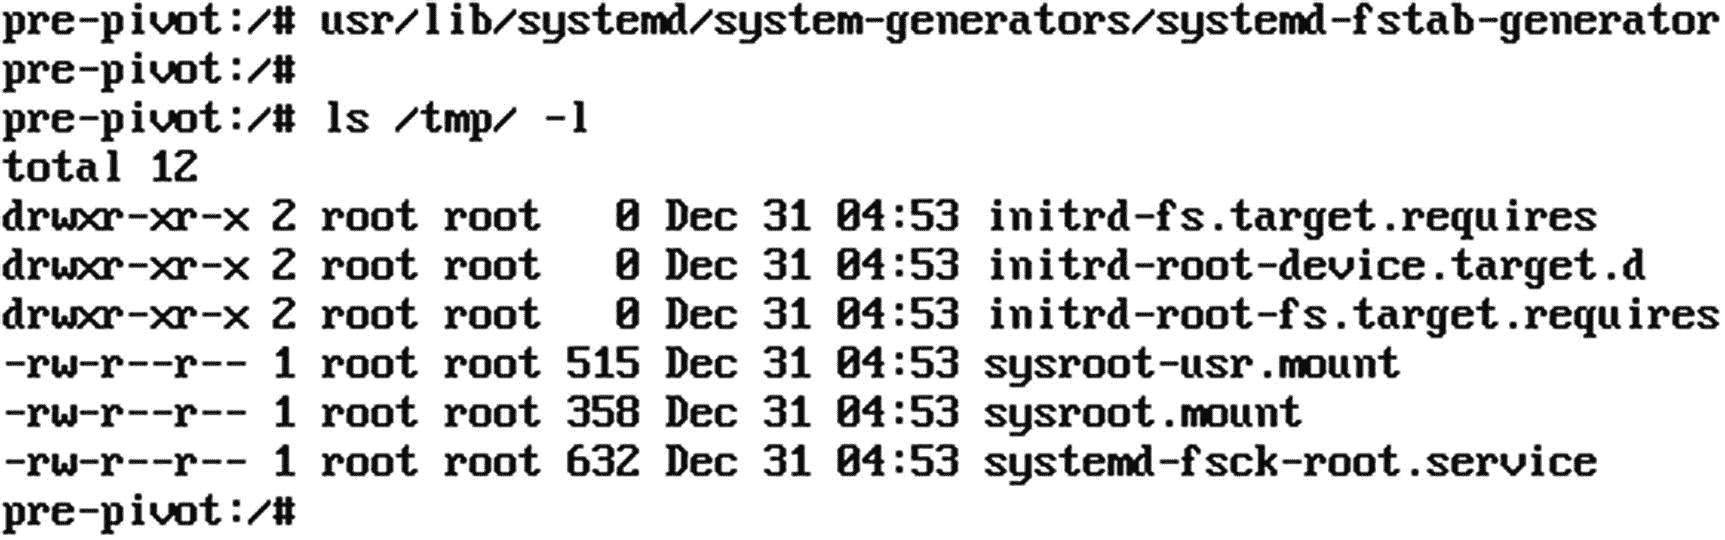 pre-pivot:/# usr/lib/systemd/system-generators/systemd-fstab-generator
pre-pivot:/#
pre-pivot:/# ls /tmp/ -l
total 12
drwxr-xr-x 2 root root   0 Dec 31 04:53 initrd-fs.target.requires
drwxr-xr-x 2 root root   0 Dec 31 04:53 initrd-root-device.target.d
drwxr-xr-x 2 root root   0 Dec 31 04:53 initrd-root-fs.target.requires
-rw-r--r-- 1 root root 515 Dec 31 04:53 sysroot-usr.mount
-rw-r--r-- 1 root root 358 Dec 31 04:53 sysroot.mount
-rw-r--r-- 1 root root 632 Dec 31 04:53 systemd-fsck-root.service
pre-pivot:/#